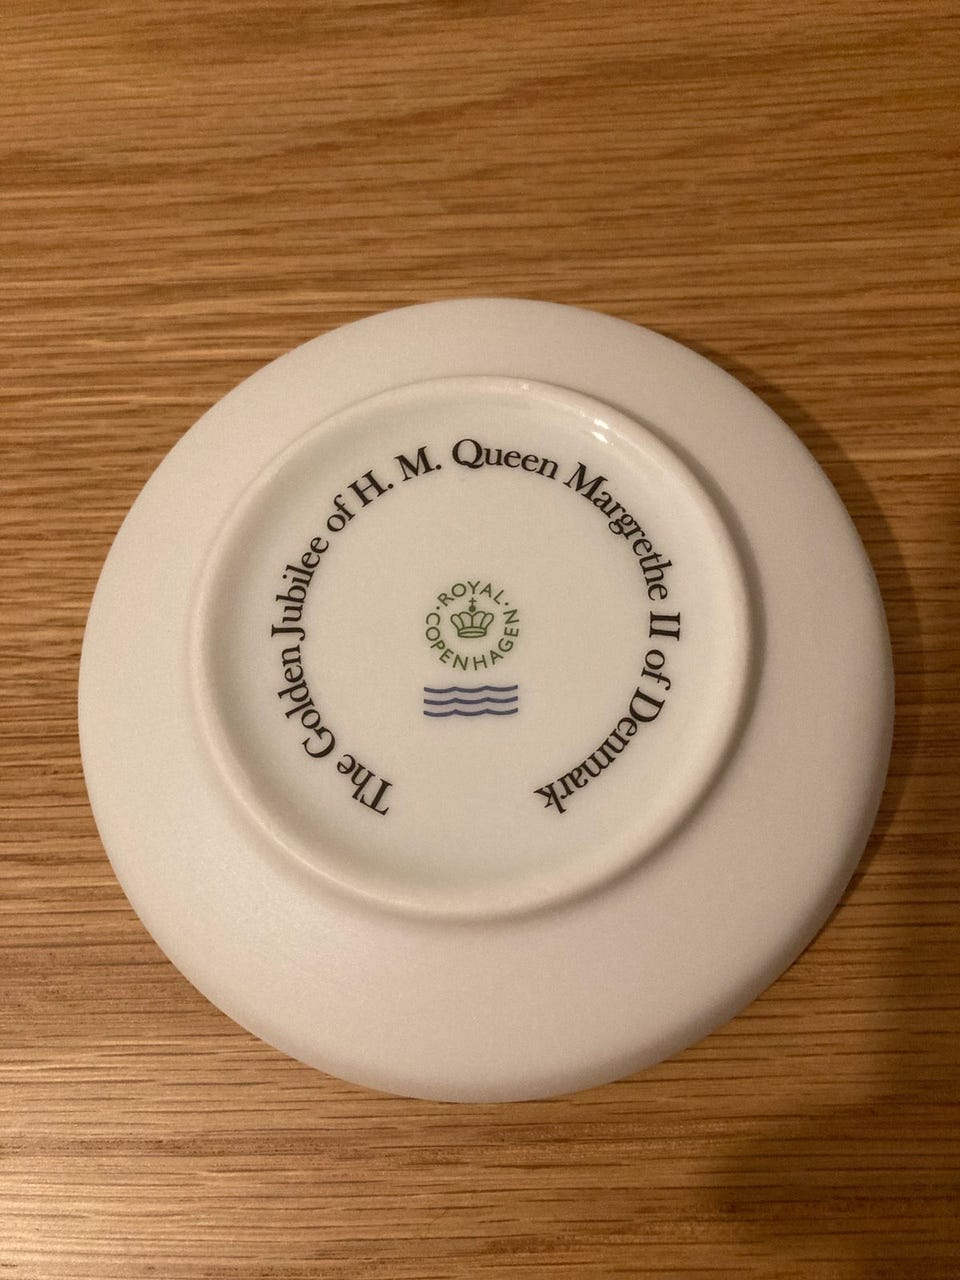 The Golden Jubilee of H. M. Queen Margrethe II of Denmark
ROYAL · COPENHAGEN ·